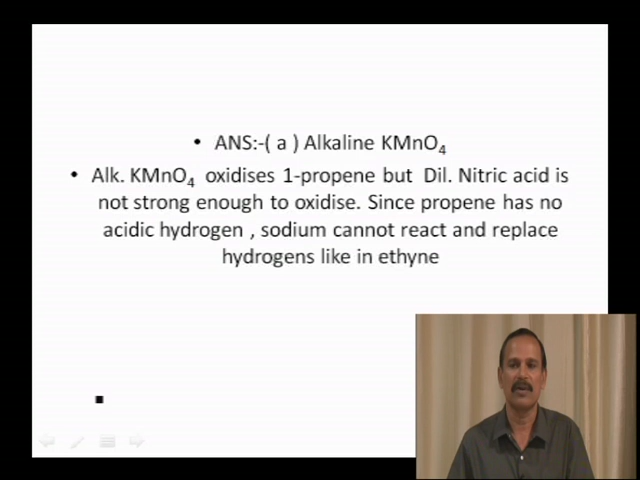 • ANS:-( a ) Alkaline KMnO₄
• Alk. KMnO₄ oxidises 1-propene but Dil. Nitric acid is
not strong enough to oxidise. Since propene has no
acidic hydrogen , sodium cannot react and replace
hydrogens like in ethyne